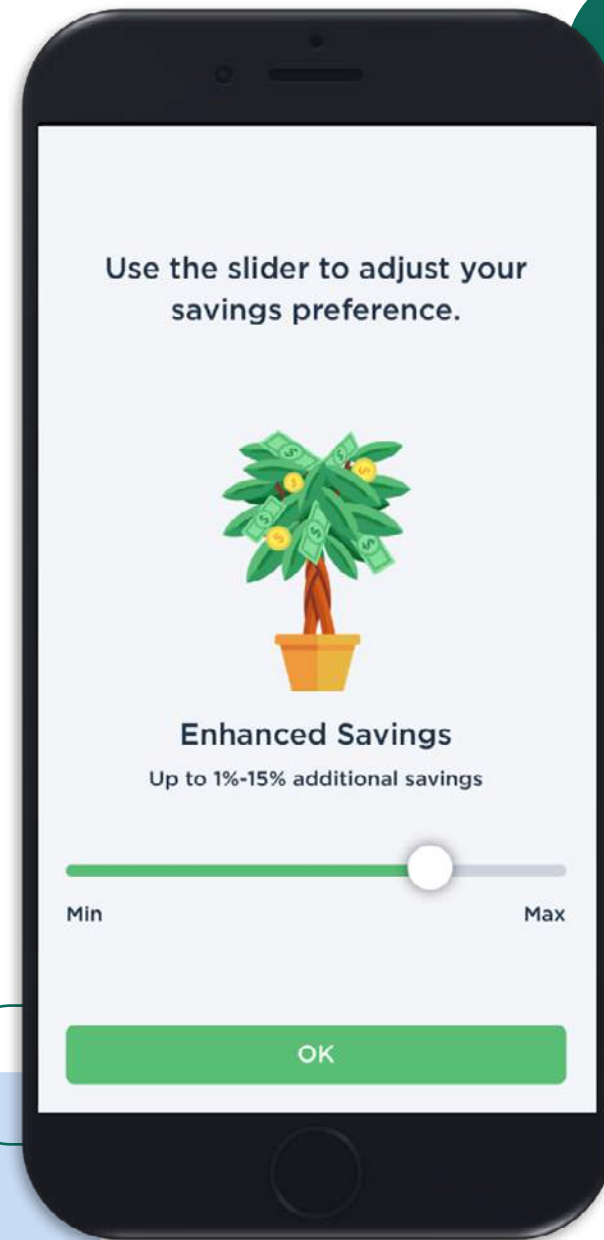 Use the slider to adjust your
savings preference.
Enhanced Savings
Up to 1%-15% additional savings
Min
Max
OK